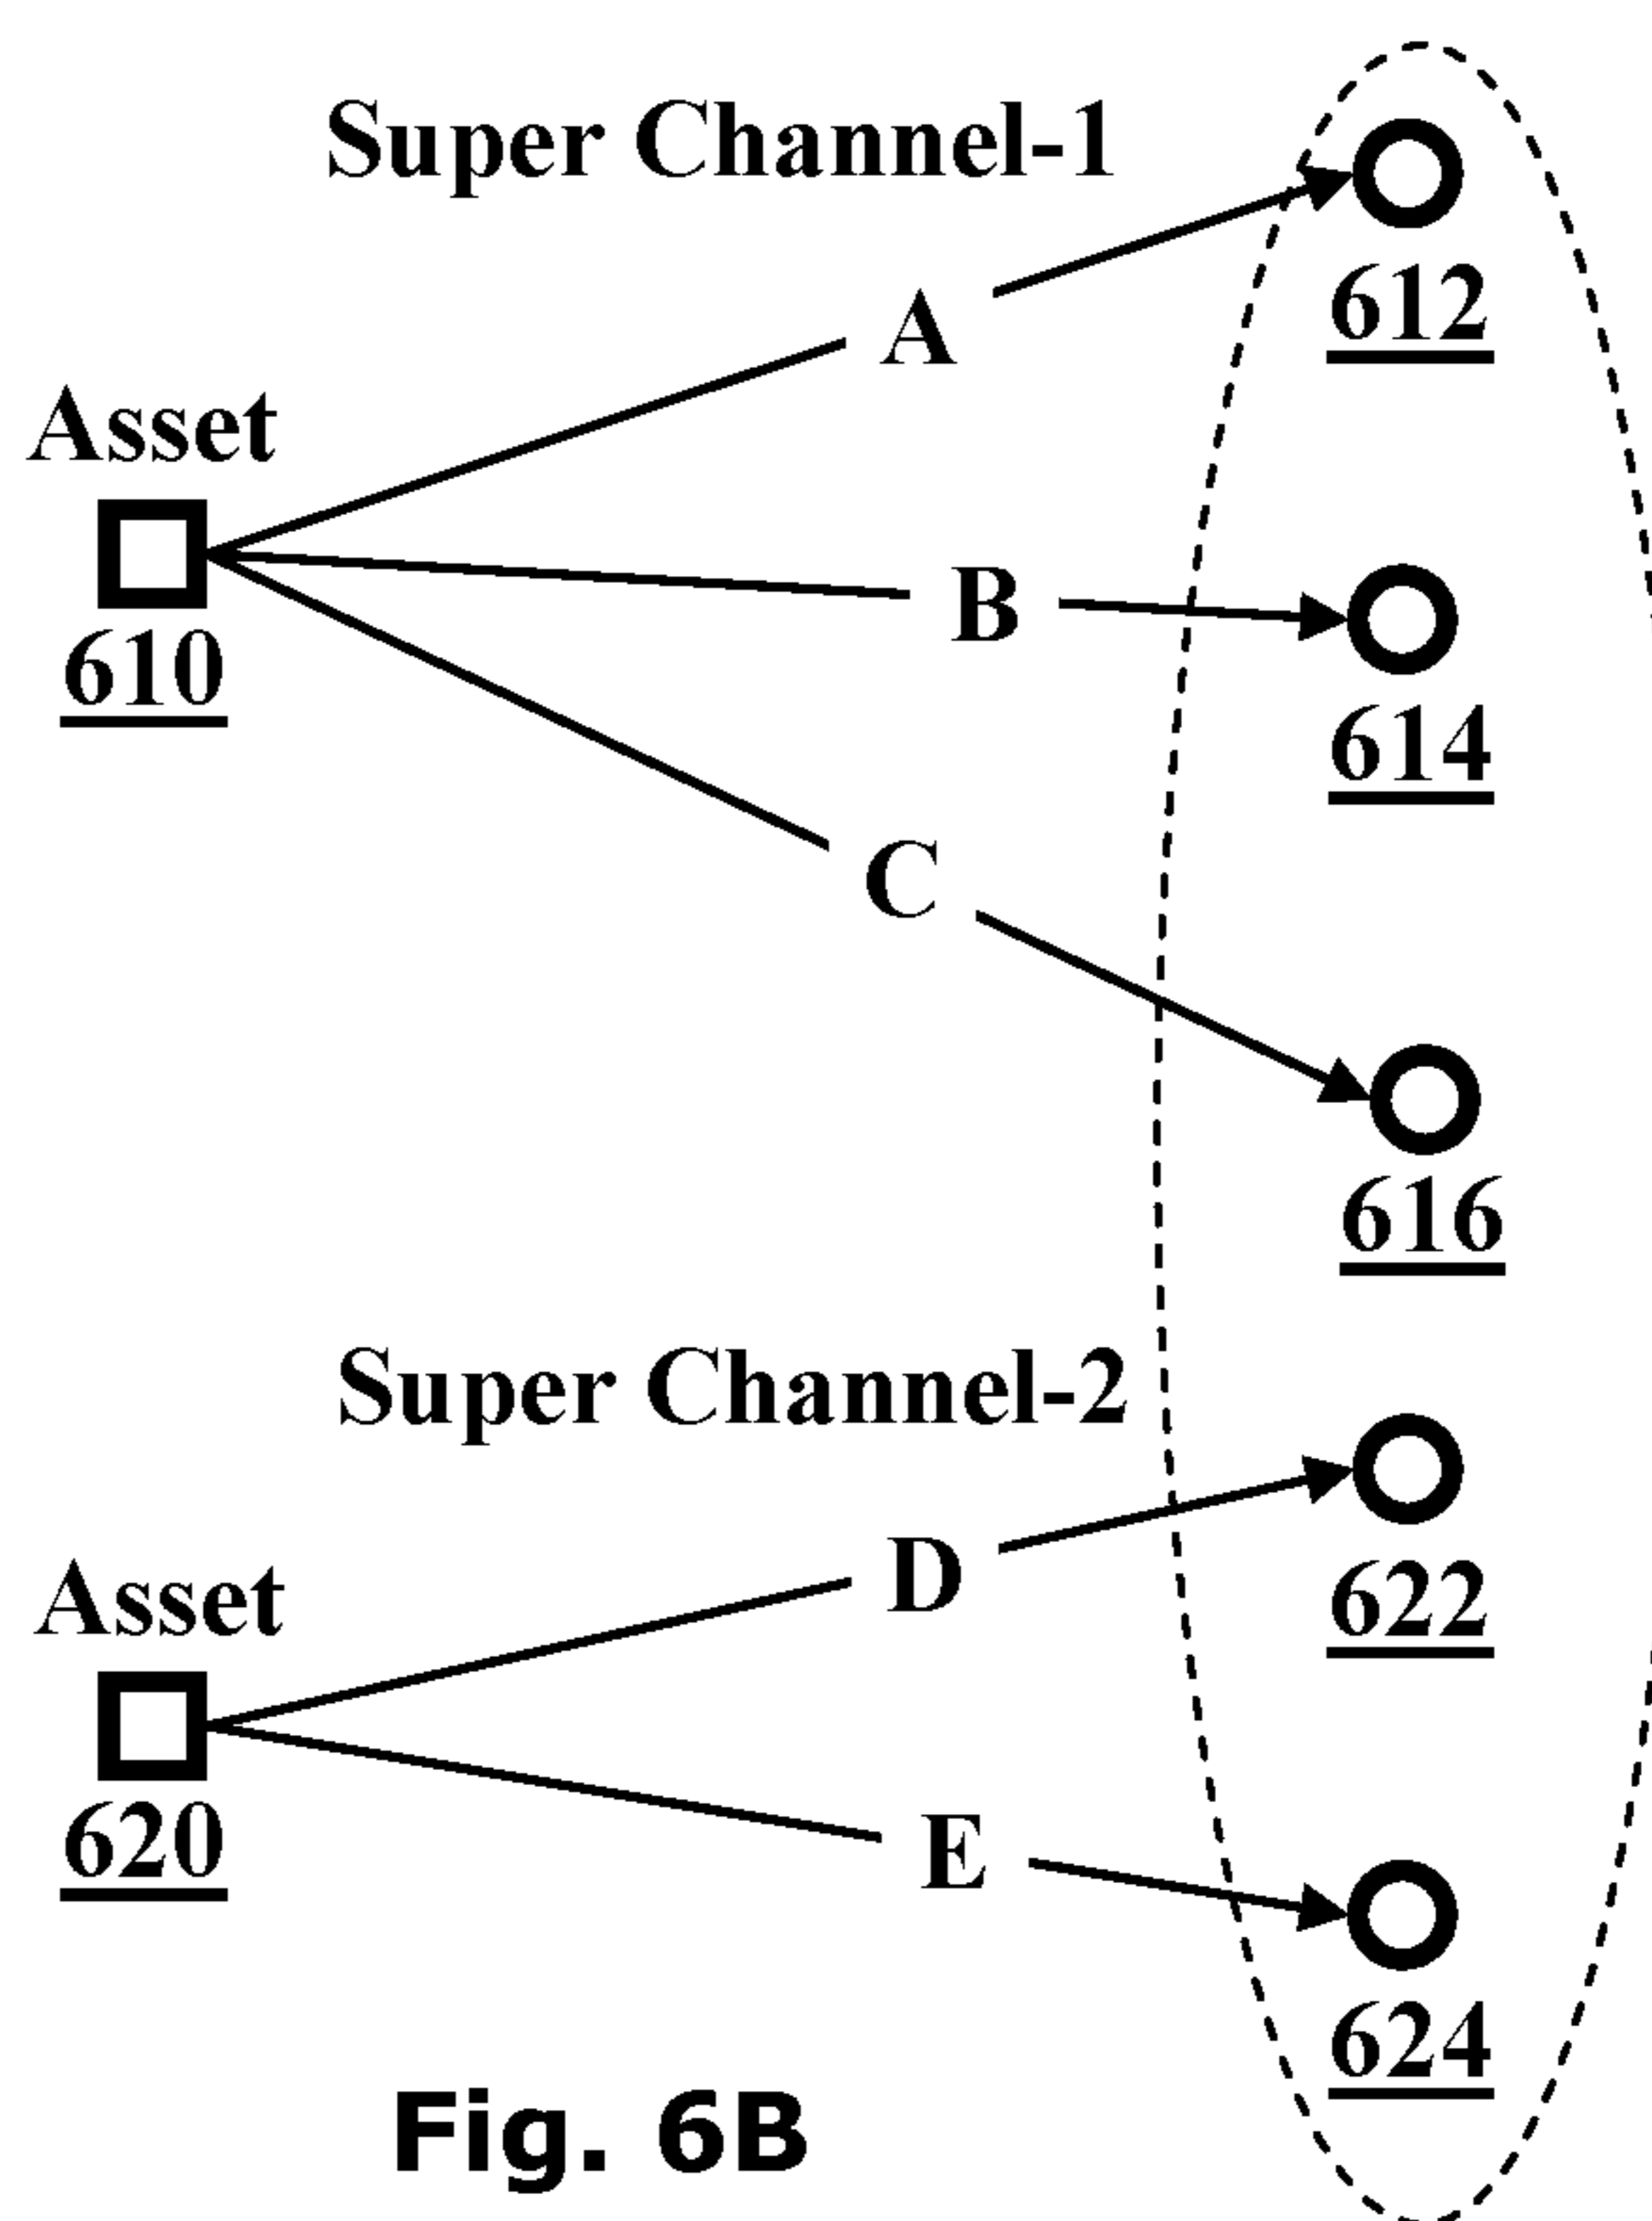 Super Channel-1
A
612
Asset
B
610
614
C
616
Super Channel-2
D
622
Asset
E
620
624
Fig. 6B